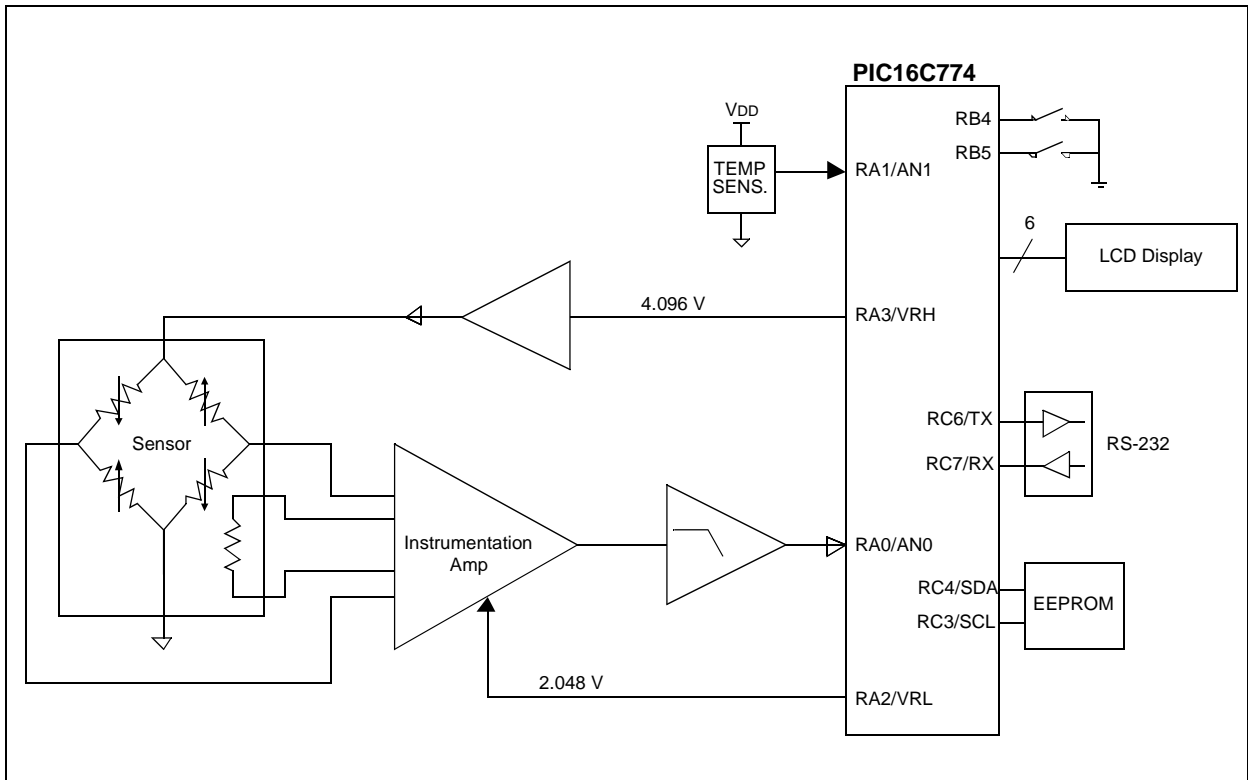 PIC16C774
VDD
TEMP
SENS.
RA1/AN1
RB4
RB5
6
LCD Display
4.096 V
RA3/VRH
Sensor
RC6/TX
RC7/RX
RS-232
Instrumentation
Amp
RA0/AN0
RC4/SDA
RC3/SCL
EEPROM
2.048 V
RA2/VRL